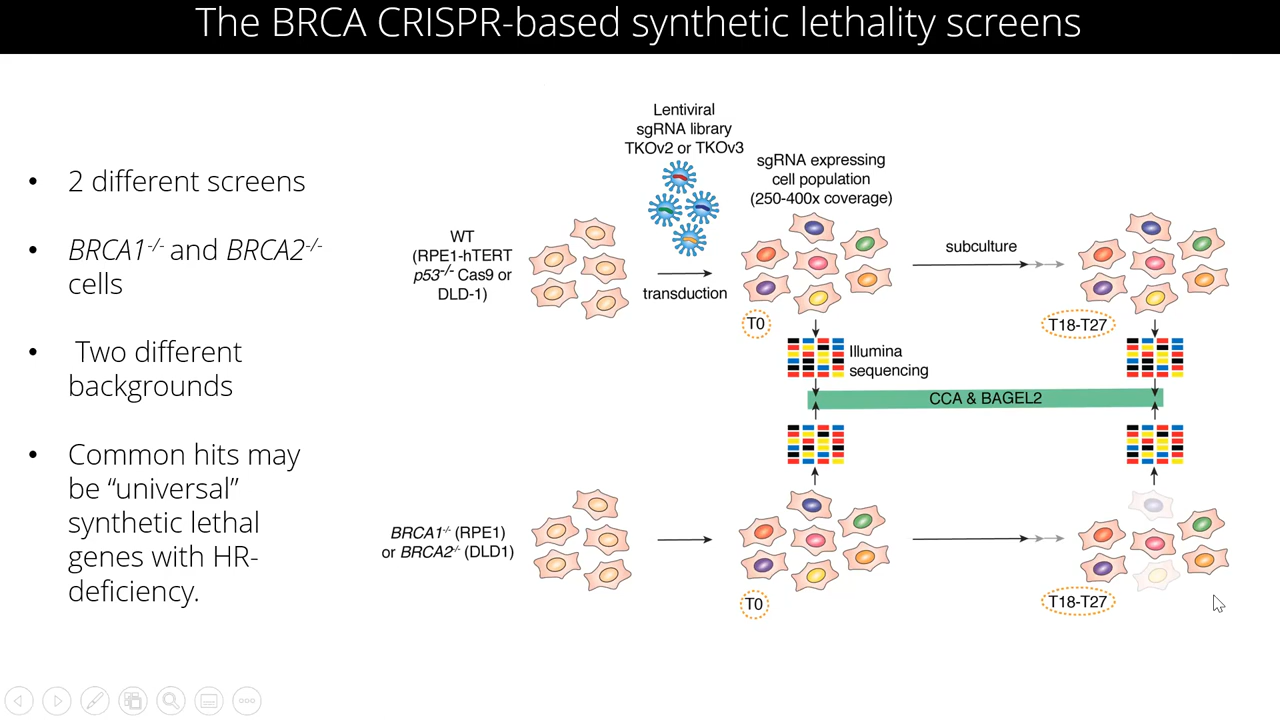 The BRCA CRISPR-based synthetic lethality screens
• 2 different screens
• BRCA1-/- and BRCA2-/-
cells
• Two different
backgrounds
• Common hits may
be “universal”
synthetic lethal
genes with HR-
deficiency.
Lentiviral
sgRNA library
TKOv2 or TKOv3
sgRNA expressing
cell population
(250-400x coverage)
WT
(RPE1-hTERT
p53-/- Cas9 or
DLD-1)
transduction
subculture
T0
T18-T27
Illumina
sequencing
CCA & BAGEL2
BRCA1-/- (RPE1)
or BRCA2-/- (DLD1)
T0
T18-T27